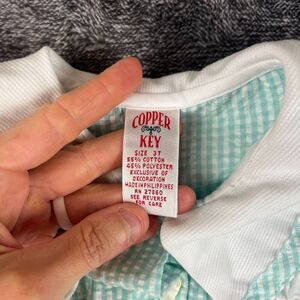 COPPER
KEY
SIZE 3T
55% COTTON
45% POLYESTER
EXCLUSIVE OF
DECORATION
MADE IN PHILIPPINES
RN 27860
SEE REVERSE
FOR CARE